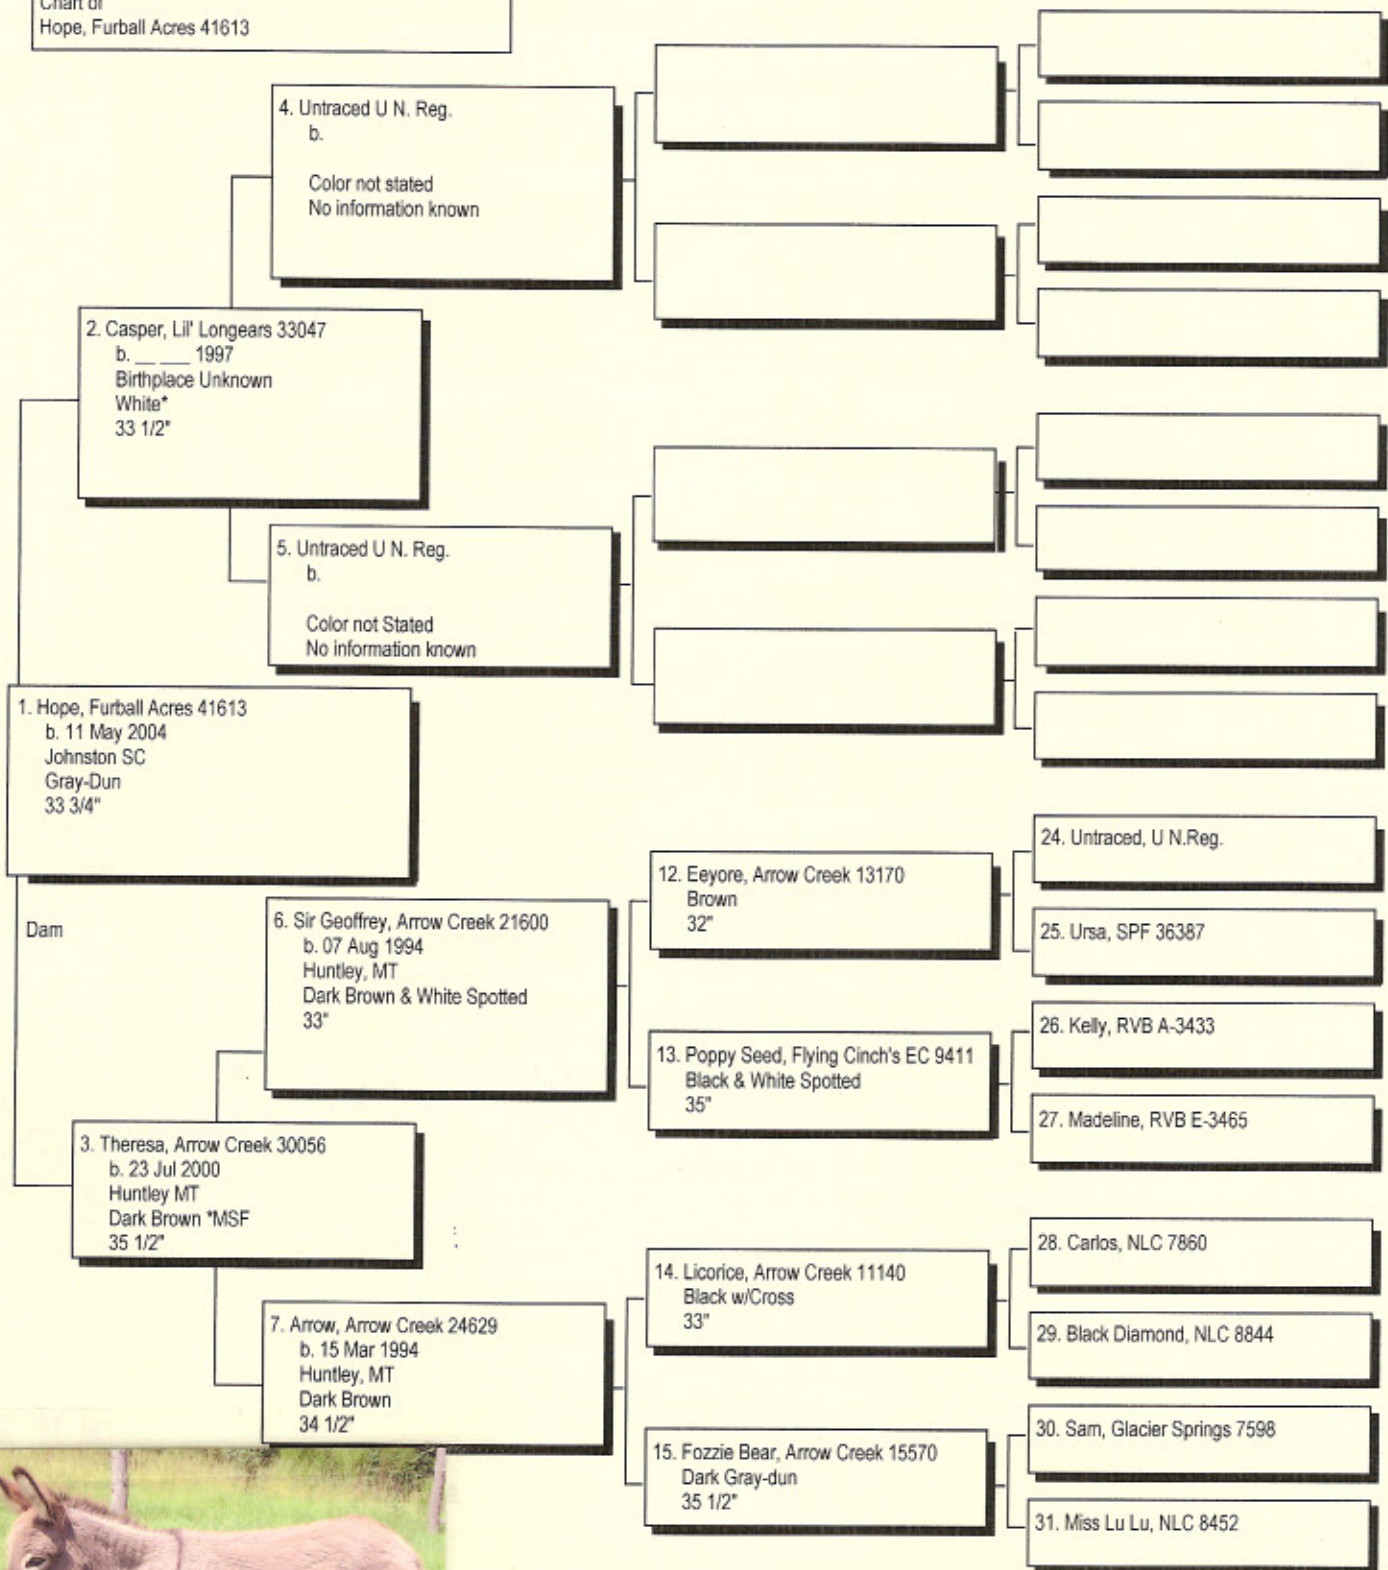 Chart of
Hope, Furball Acres 41613
4. Untraced U N. Reg.
b.
Color not stated
No information known
2. Casper, Lil' Longears 33047
b. __ ___ 1997
Birthplace Unknown
White*
33 1/2"
5. Untraced U N. Reg.
b.
Color not Stated
No information known
1. Hope, Furball Acres 41613
b. 11 May 2004
Johnston SC
Gray-Dun
33 3/4"
Dam
6. Sir Geoffrey, Arrow Creek 21600
b. 07 Aug 1994
Huntley, MT
Dark Brown & White Spotted
33"
3. Theresa, Arrow Creek 30056
b. 23 Jul 2000
Huntley MT
Dark Brown *MSF
35 1/2"
7. Arrow, Arrow Creek 24629
b. 15 Mar 1994
Huntley, MT
Dark Brown
34 1/2"
12. Eeyore, Arrow Creek 13170
Brown
32"
13. Poppy Seed, Flying Cinch's EC 9411
Black & White Spotted
35"
14. Licorice, Arrow Creek 11140
Black w/Cross
33"
15. Fozzie Bear, Arrow Creek 15570
Dark Gray-dun
35 1/2"
24. Untraced, U N.Reg.
25. Ursa, SPF 36387
26. Kelly, RVB A-3433
27. Madeline, RVB E-3465
28. Carlos, NLC 7860
29. Black Diamond, NLC 8844
30. Sam, Glacier Springs 7598
31. Miss Lu Lu, NLC 8452